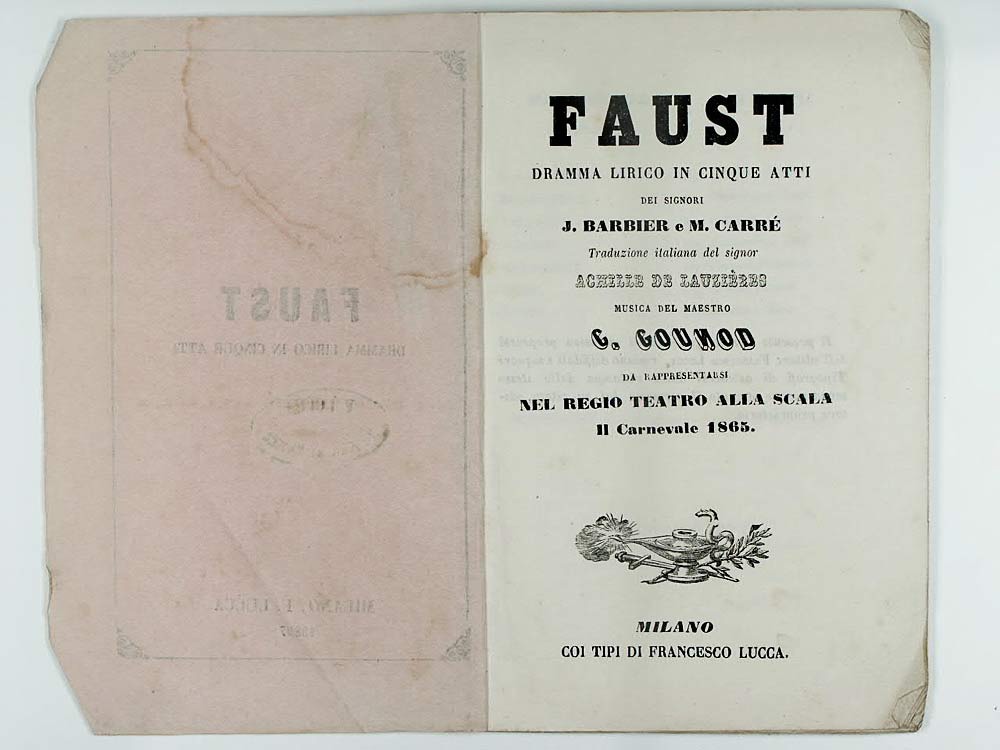 FAUST
DRAMMA LIRICO IN CINQUE ATTI
MILANO, F. LUCCA
FAUST
DRAMMA LIRICO IN CINQUE ATTI
DEI SIGNORI
J. BARBIER e M. CARRÉ
Traduzione italiana del signor
ACHILLE DE LAUZIÈRES
MUSICA DEL MAESTRO
C. GOUNOD
DA RAPPRESENTARSI
NEL REGIO TEATRO ALLA SCALA
Il Carnevale 1865.
MILANO
COI TIPI DI FRANCESCO LUCCA.